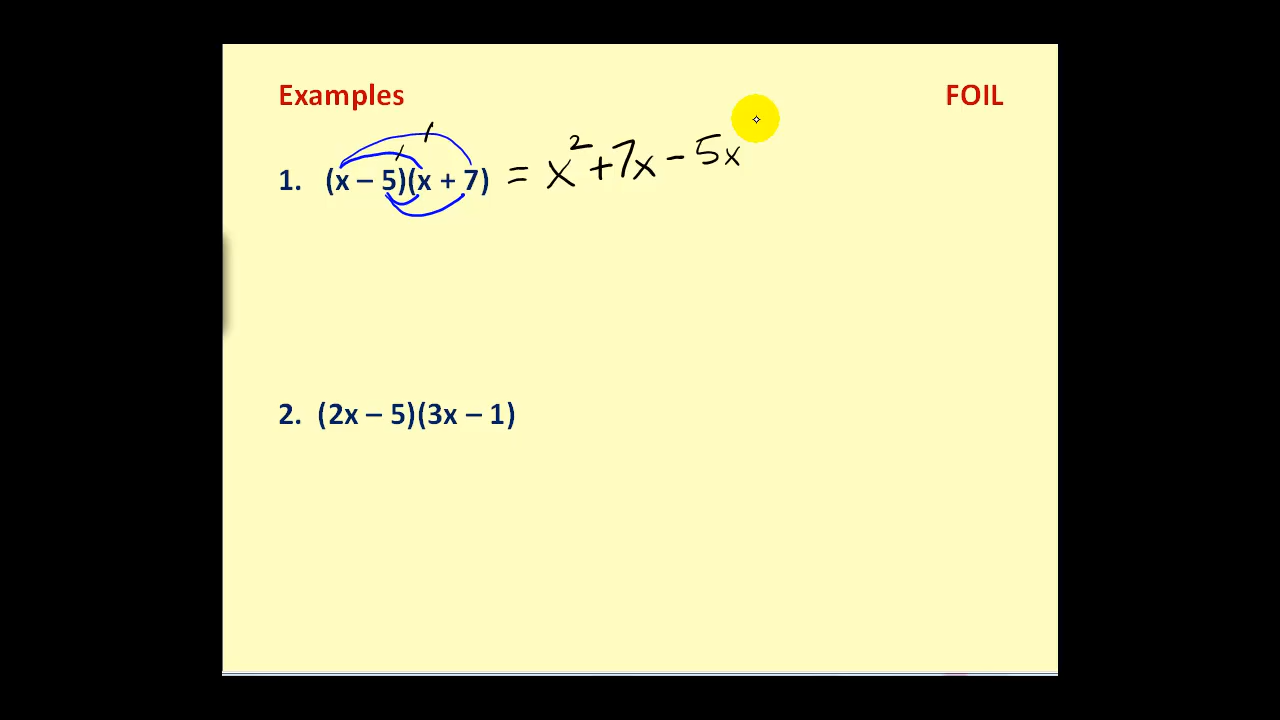 Examples FOIL
1. (x – 5)(x + 7) = x² + 7x - 5x
2. (2x – 5)(3x – 1)